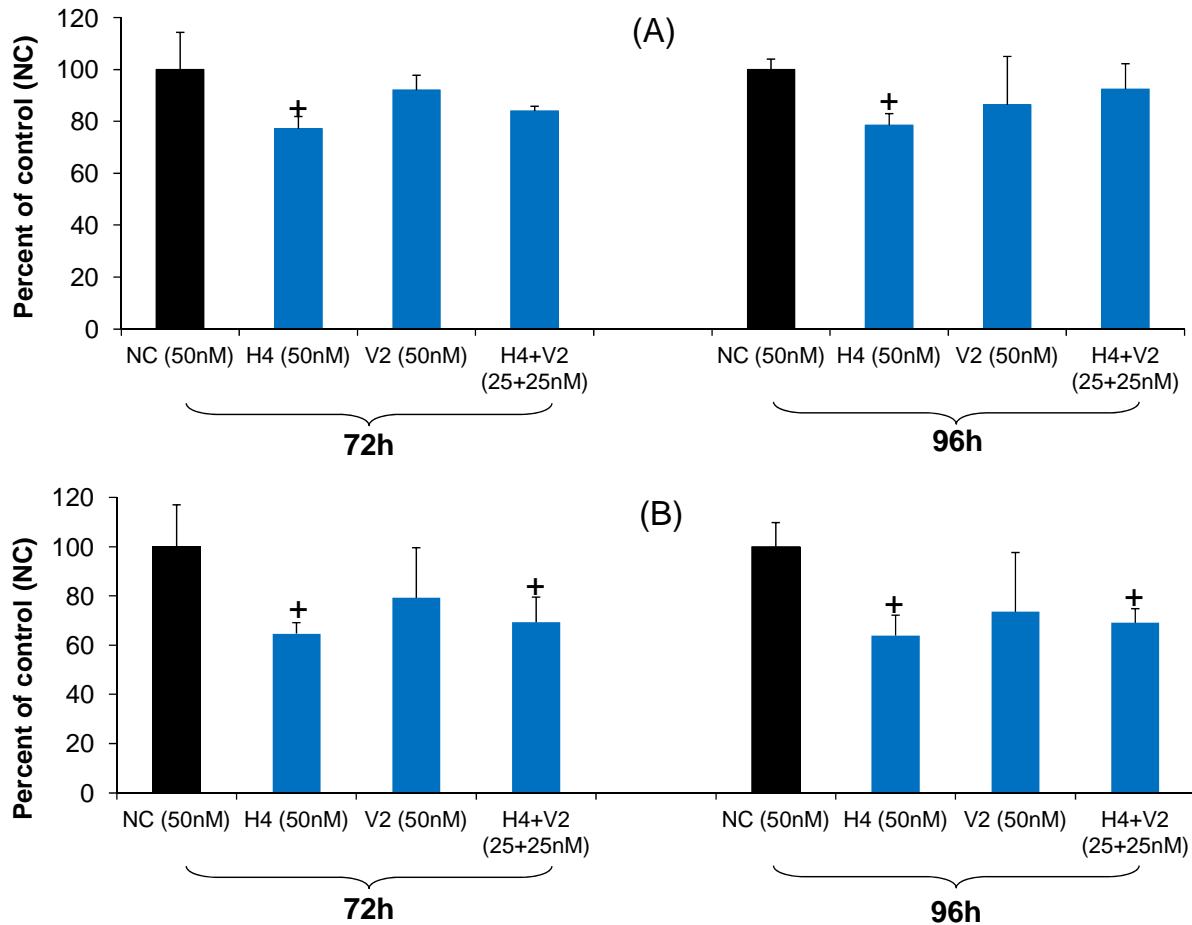 (A)
Percent of control (NC)
120
100
80
60
40
20
0
+
+
NC (50nM) H4 (50nM) V2 (50nM) H4+V2
(25+25nM)
NC (50nM) H4 (50nM) V2 (50nM) H4+V2
(25+25nM)
72h
96h
(B)
Percent of control (NC)
120
100
80
60
40
20
0
+
+
+
+
NC (50nM) H4 (50nM) V2 (50nM) H4+V2
(25+25nM)
NC (50nM) H4 (50nM) V2 (50nM) H4+V2
(25+25nM)
72h
96h